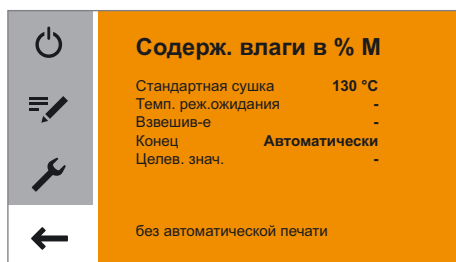 Содерж. влаги в % M
Стандартная сушка 130 °C
Темп. реж.ожидания -
Взвешив-е -
Конец Автоматически
Целев. знач. -
без автоматической печати